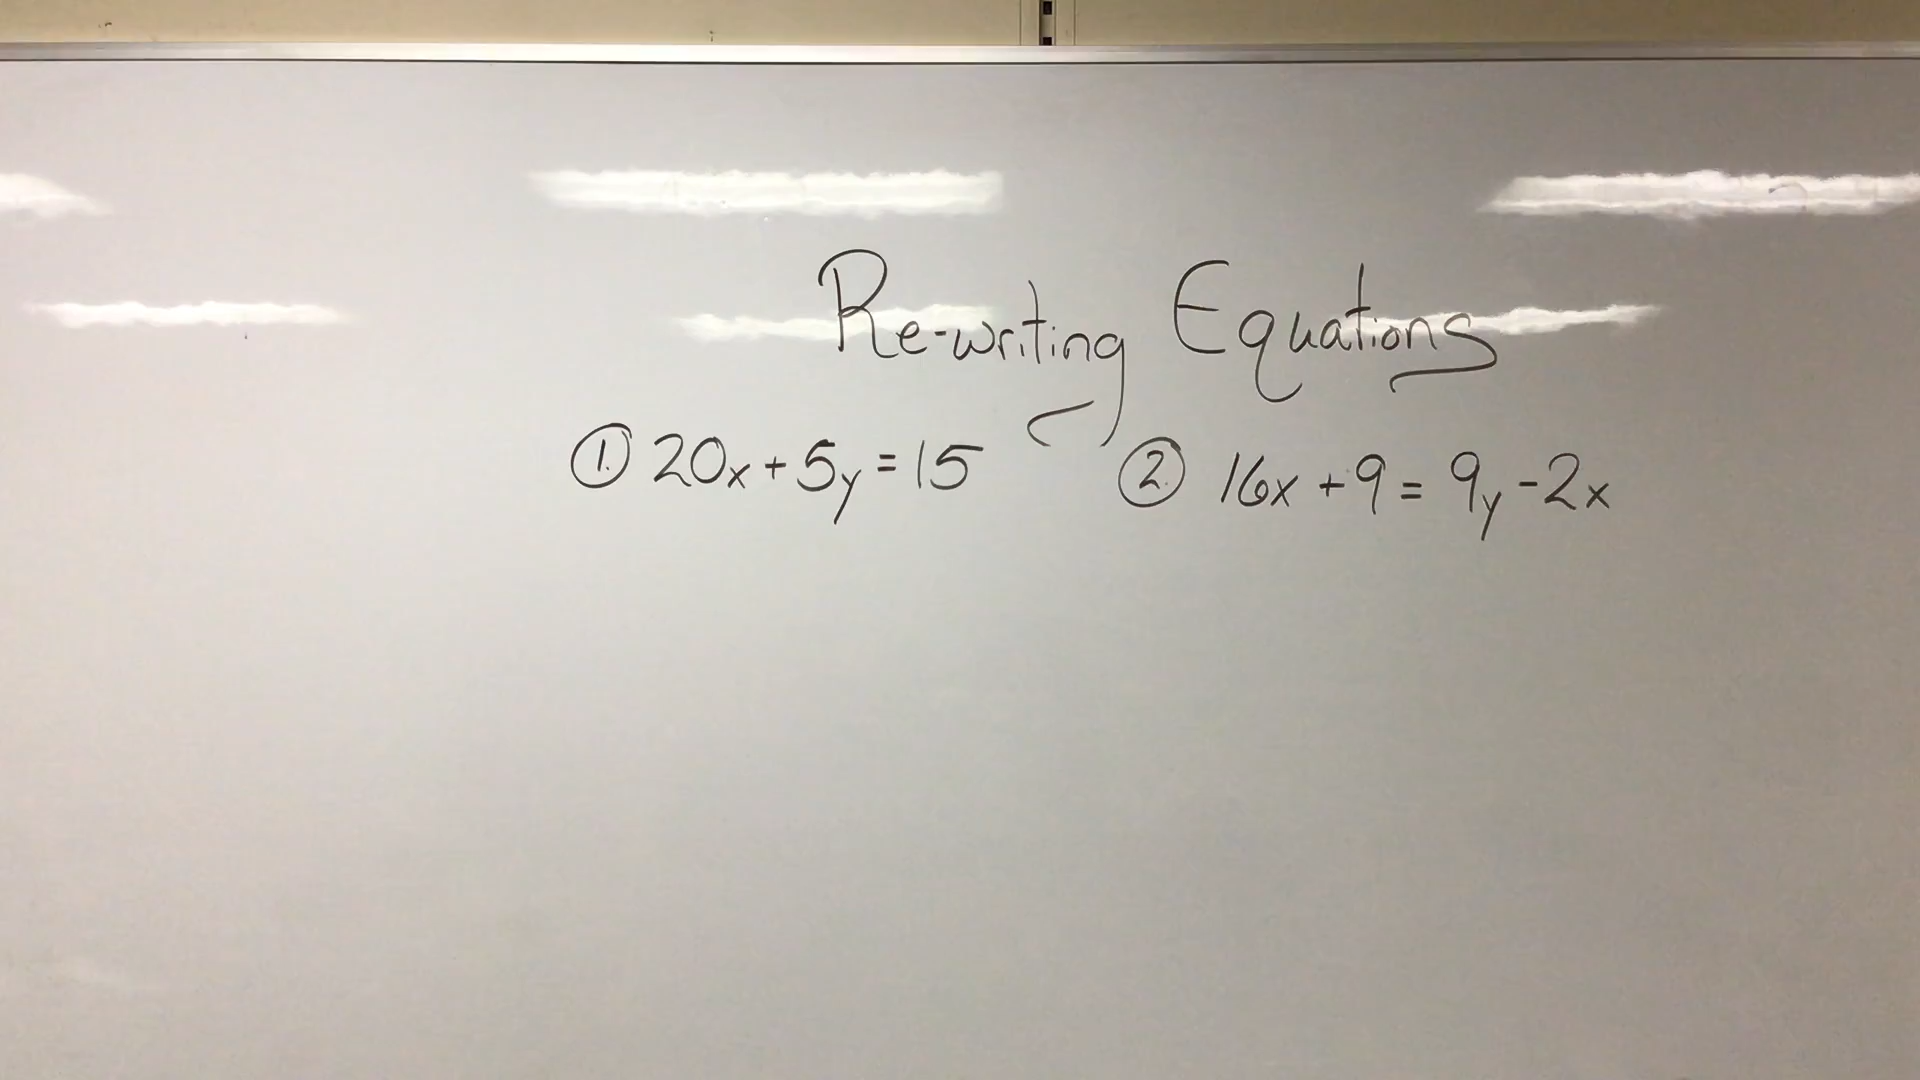 Re-writing Equations
① 20x + 5y = 15
② 16x + 9 = 9y - 2x